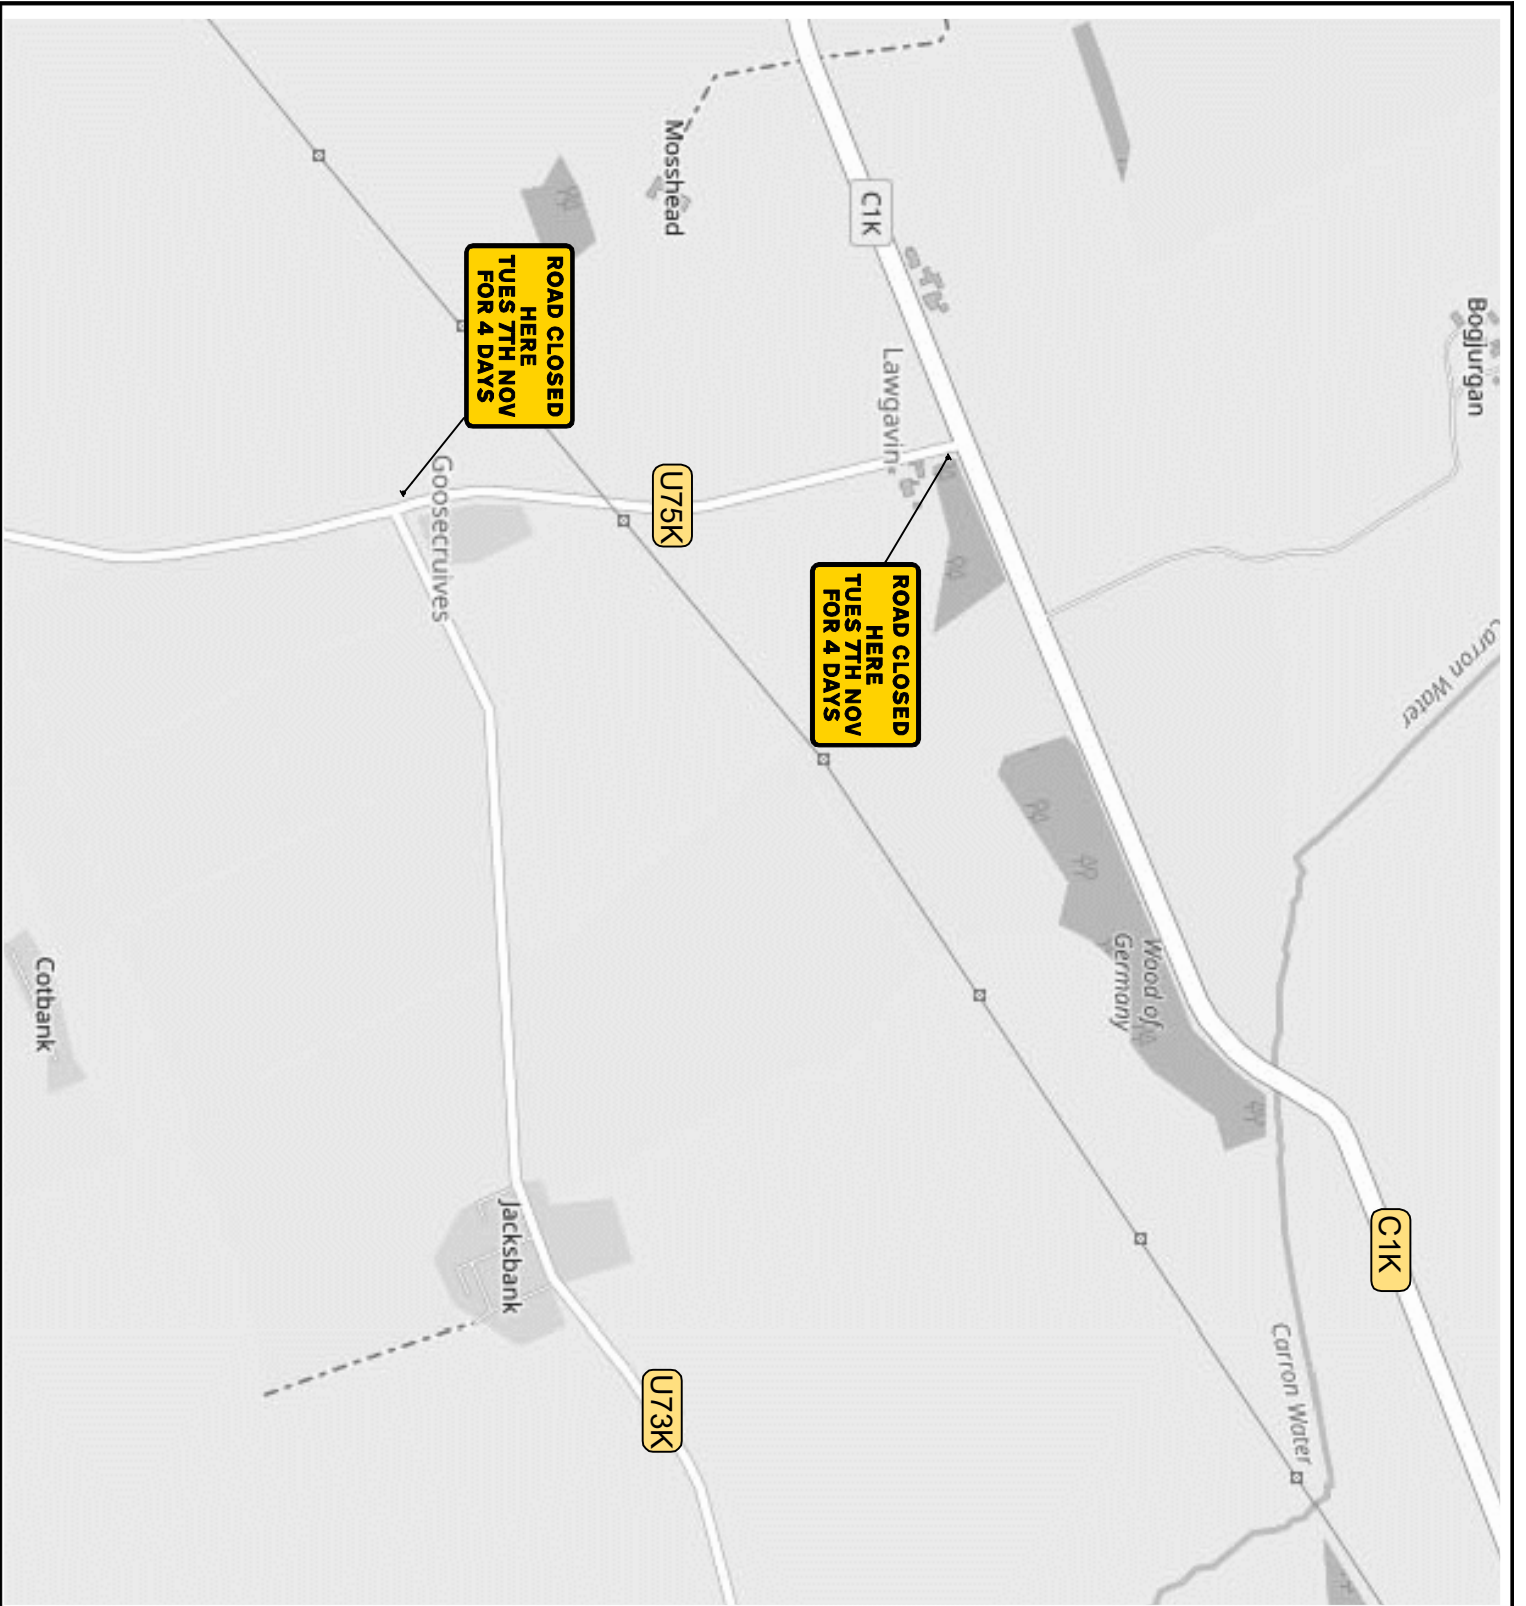 Bogjurgan
Carron Water
C1K
Carron Water
Wood of
Germany
C1K
Lawgavin
ROAD CLOSED
HERE
TUES 7TH NOV
FOR 4 DAYS
Mosshead
U75K
U73K
ROAD CLOSED
HERE
TUES 7TH NOV
FOR 4 DAYS
Jacksbank
Goosecruives
Cotbank